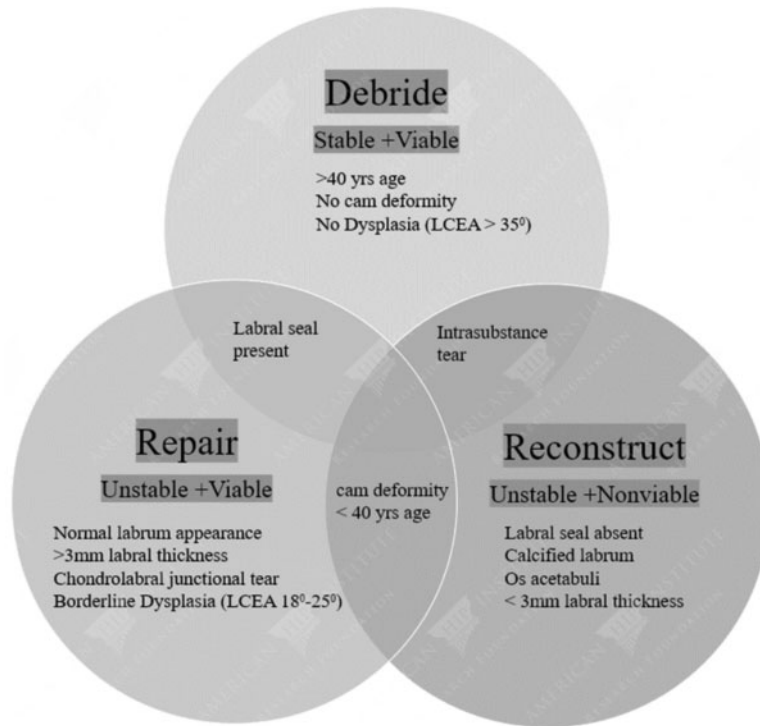 Debride
Stable +Viable
>40 yrs age
No cam deformity
No Dysplasia (LCEA > 35⁰)
Labral seal
present
Intrasubstance
tear
Repair
Unstable +Viable
Normal labrum appearance
>3mm labral thickness
Chondrolabral junctional tear
Borderline Dysplasia (LCEA 18⁰-25⁰)
cam deformity
< 40 yrs age
Reconstruct
Unstable +Nonviable
Labral seal absent
Calcified labrum
Os acetabuli
< 3mm labral thickness